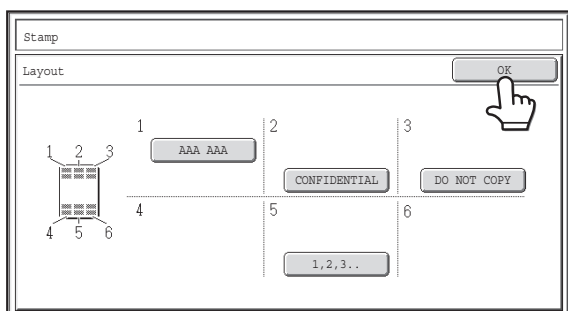 Stamp
Layout
OK
1 2 3
1 2 3
AAA AAA
CONFIDENTIAL DO NOT COPY
4 5 6
4 5 6
1,2,3..